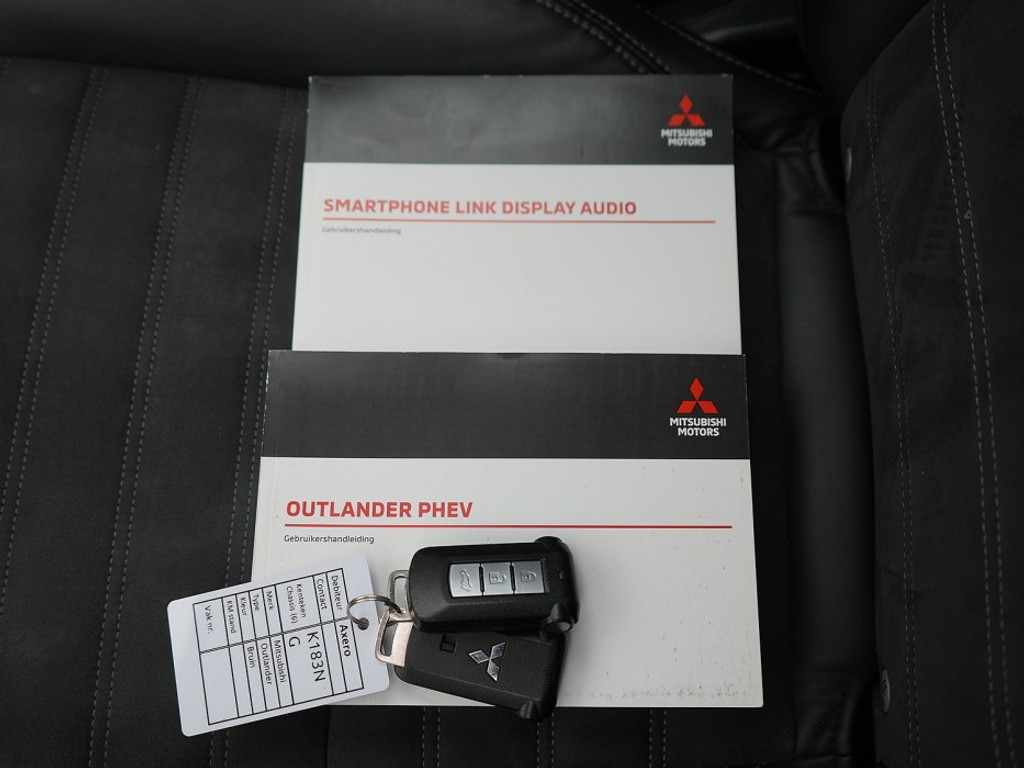 MITSUBISHI
MOTORS
SMARTPHONE LINK DISPLAY AUDIO
Gebruikershandleiding
MITSUBISHI
MOTORS
OUTLANDER PHEV
Gebruikershandleiding
Debiteur Axero
Contact
Kenteken K183N
Chassis (6) G
Merk Mitsubishi
Type Outlander
Kleur Bruin
KM stand
Vak nr.